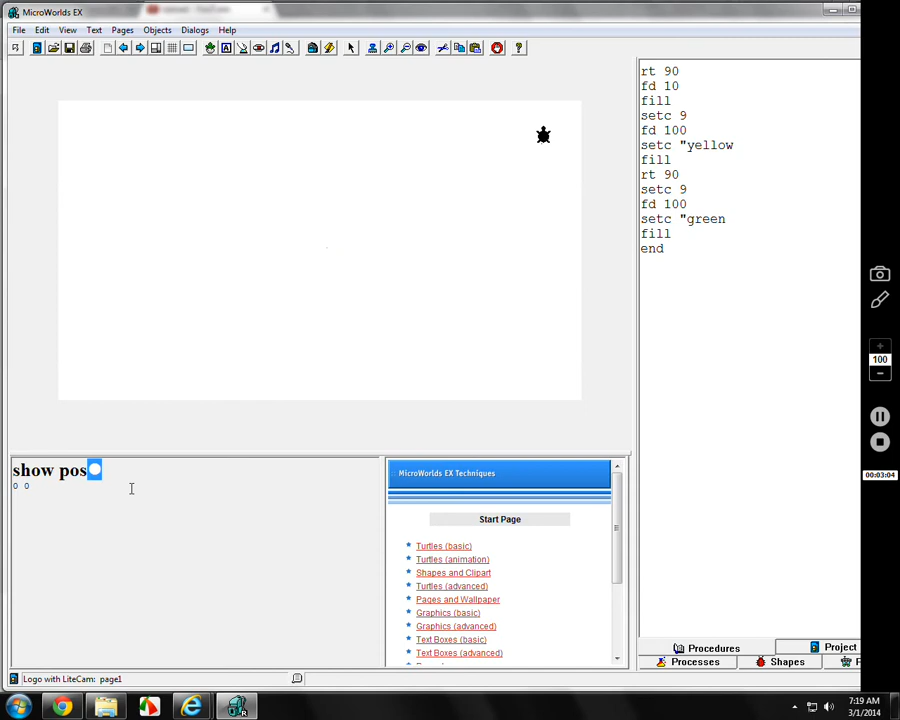 MicroWorlds EX
File Edit View Text Pages Objects Dialogs Help
rt 90
fd 10
fill
setc 9
fd 100
setc "yellow
fill
rt 90
setc 9
fd 100
setc "green
fill
end
100
00:03:04
show pos
0 0
MicroWorlds EX Techniques
Start Page
Turtles (basic)
Turtles (animation)
Shapes and Clipart
Turtles (advanced)
Pages and Wallpaper
Graphics (basic)
Graphics (advanced)
Text Boxes (basic)
Text Boxes (advanced)
Procedures
Project
Processes
Shapes
F
Logo with LiteCam: page1
7:19 AM
3/1/2014